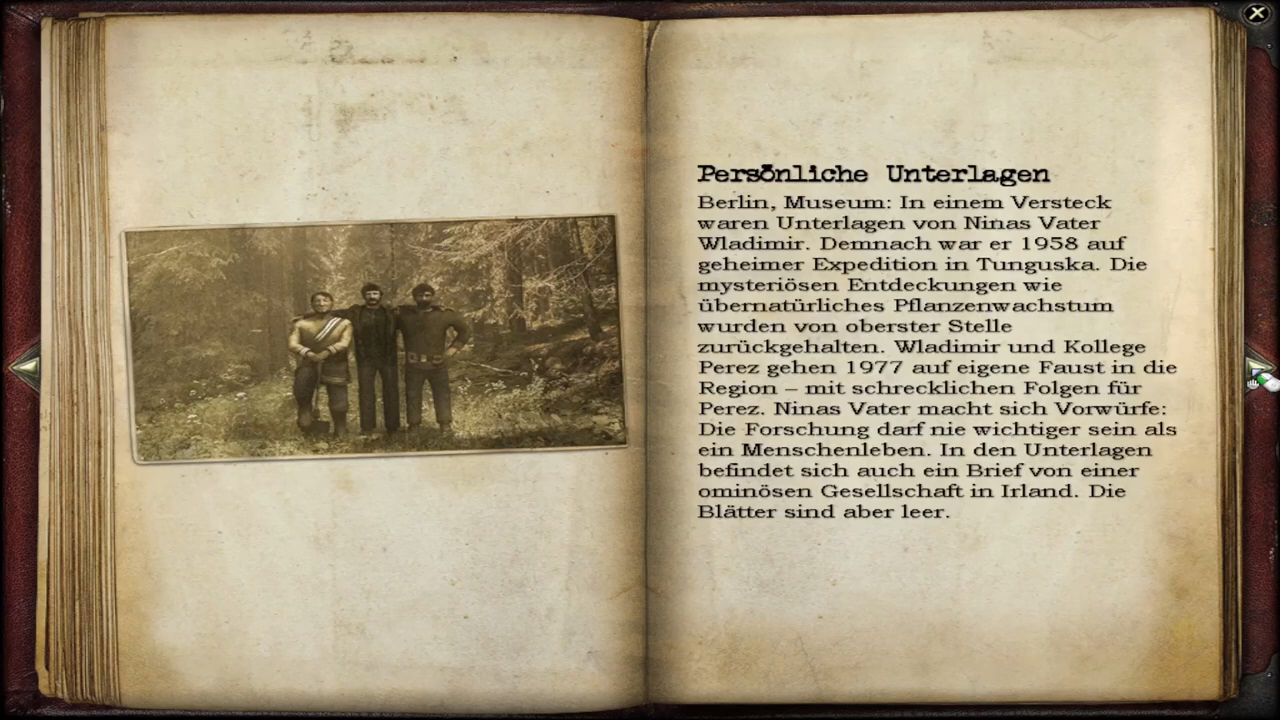 Persönliche Unterlagen
Berlin, Museum: In einem Versteck
waren Unterlagen von Ninas Vater
Wladimir. Demnach war er 1958 auf
geheimer Expedition in Tunguska. Die
mysteriösen Entdeckungen wie
übernatürliches Pflanzenwachstum
wurden von oberster Stelle
zurückgehalten. Wladimir und Kollege
Perez gehen 1977 auf eigene Faust in die
Region – mit schrecklichen Folgen für
Perez. Ninas Vater macht sich Vorwürfe:
Die Forschung darf nie wichtiger sein als
ein Menschenleben. In den Unterlagen
befindet sich auch ein Brief von einer
ominösen Gesellschaft in Irland. Die
Blätter sind aber leer.